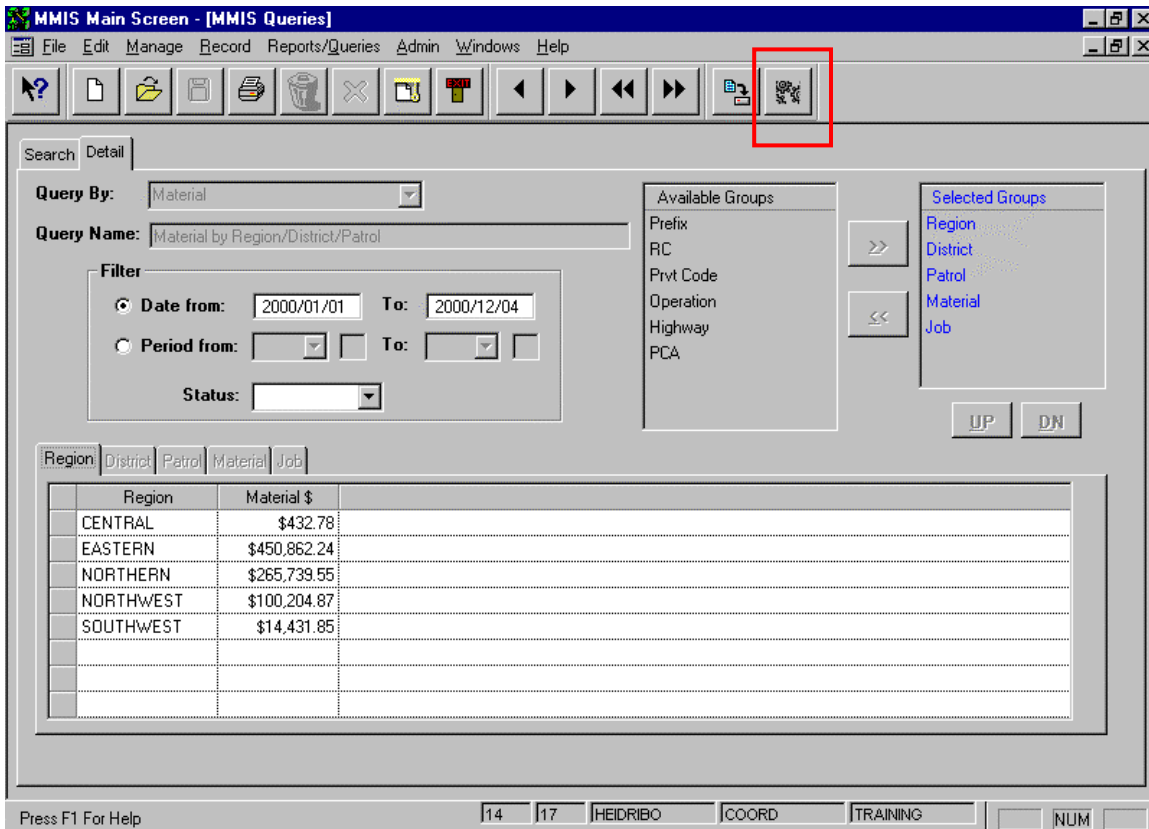 MMIS Main Screen - [MMIS Queries]
File Edit Manage Record Reports/Queries Admin Windows Help
EXIT
Search Detail
Query By: Material
Query Name: Material by Region/District/Patrol
Filter
Date from: 2000/01/01 To: 2000/12/04
Period from: To:
Status:
Available Groups
Prefix
RC
Prvt Code
Operation
Highway
PCA
>>
<<
Selected Groups
Region
District
Patrol
Material
Job
UP DN
Region District Patrol Material Job
Region Material $
CENTRAL $432.78
EASTERN $450,862.24
NORTHERN $265,739.55
NORTHWEST $100,204.87
SOUTHWEST $14,431.85
Press F1 For Help 14 17 HEIDRIBO COORD TRAINING NUM